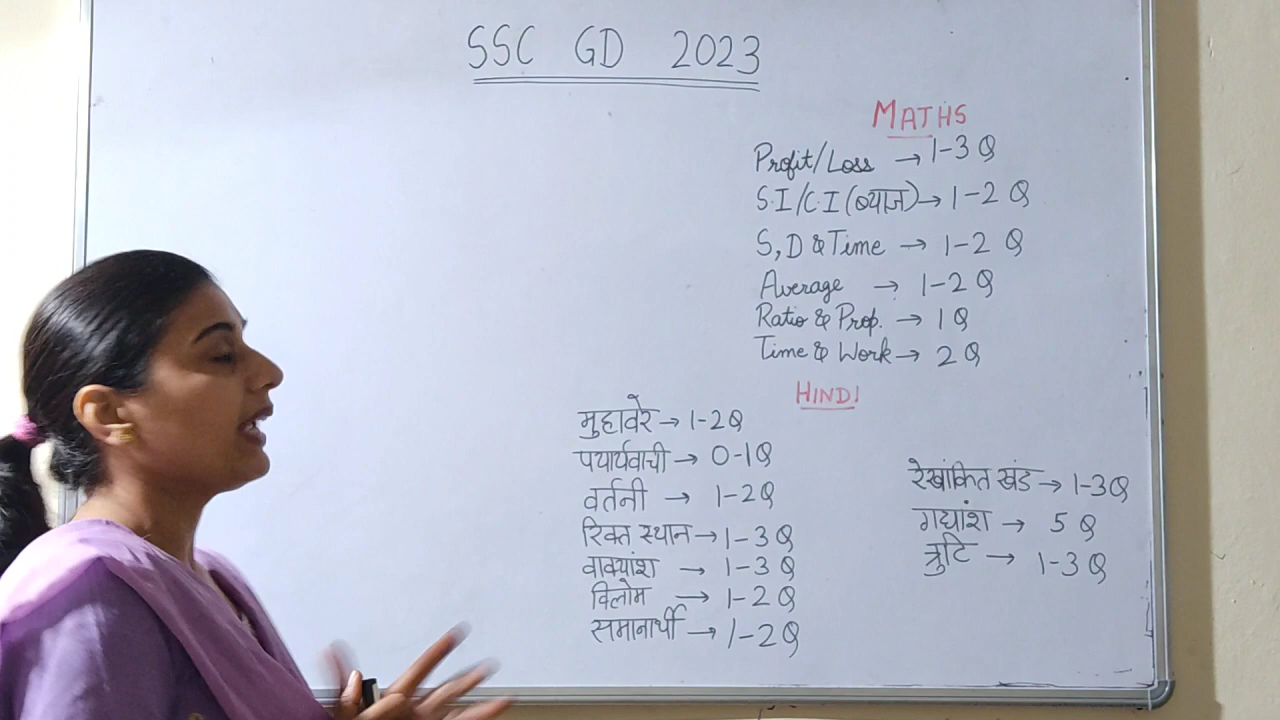 SSC GD 2023
MATHS
Profit/Loss → 1-3 Q
S.I/C.I (ब्याज) → 1-2 Q
S,D & Time → 1-2 Q
Average → 1-2 Q
Ratio & Prop. → 1 Q
Time & Work → 2 Q
HINDI
मुहावरे → 1-2 Q
पर्यायवाची → 0-1 Q
वर्तनी → 1-2 Q
रिक्त स्थान → 1-3 Q
वाक्यांश → 1-3 Q
विलोम → 1-2 Q
समानार्थी → 1-2 Q
रेखांकित खंड → 1-3 Q
गद्यांश → 5 Q
त्रुटि → 1-3 Q